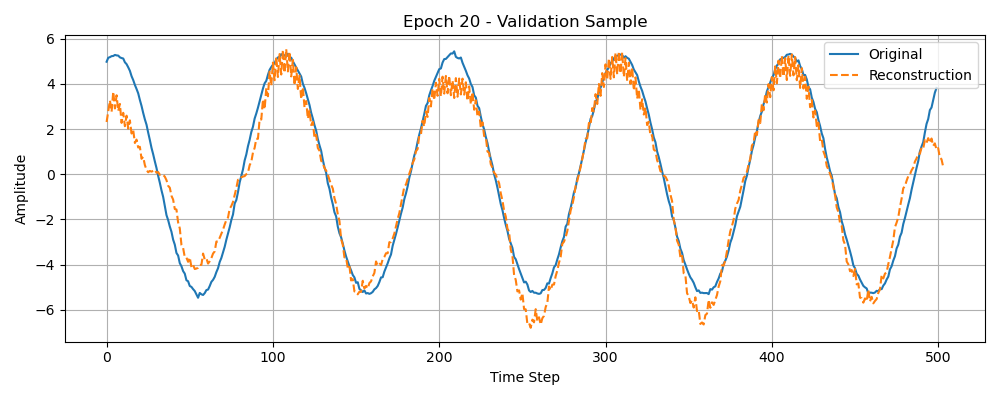 Epoch 20 - Validation Sample
Original
Reconstruction
Amplitude
6
4
2
0
−2
−4
−6
0 100 200 300 400 500
Time Step